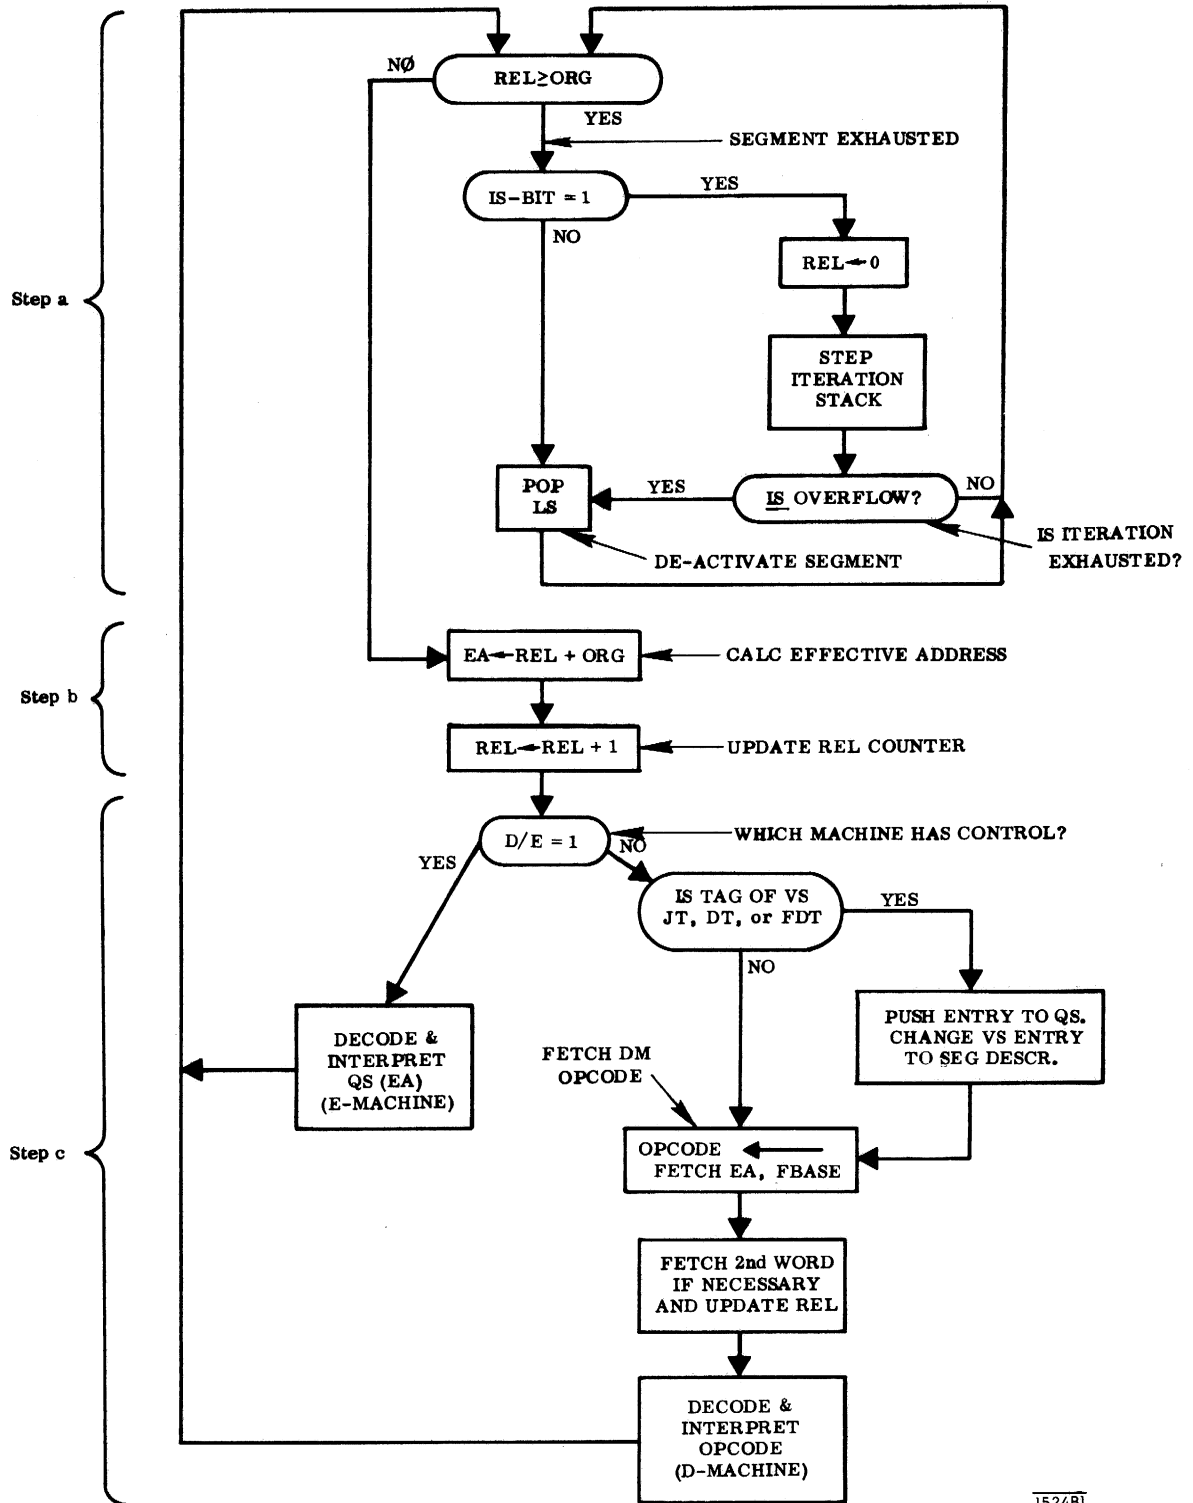 NØ
REL≥ORG
YES
SEGMENT EXHAUSTED
IS-BIT = 1
YES
NO
REL←0
Step a
STEP
ITERATION
STACK
POP
LS
YES
IS OVERFLOW?
NO
IS ITERATION
EXHAUSTED?
DE-ACTIVATE SEGMENT
EA←REL + ORG
CALC EFFECTIVE ADDRESS
Step b
REL←REL + 1
UPDATE REL COUNTER
D/E = 1
WHICH MACHINE HAS CONTROL?
YES
NO
IS TAG OF VS
JT, DT, or FDT
YES
NO
PUSH ENTRY TO QS.
CHANGE VS ENTRY
TO SEG DESCR.
DECODE &
INTERPRET
QS (EA)
(E-MACHINE)
FETCH DM
OPCODE
Step c
OPCODE ←
FETCH EA, FBASE
FETCH 2nd WORD
IF NECESSARY
AND UPDATE REL
DECODE &
INTERPRET
OPCODE
(D-MACHINE)
1524B1